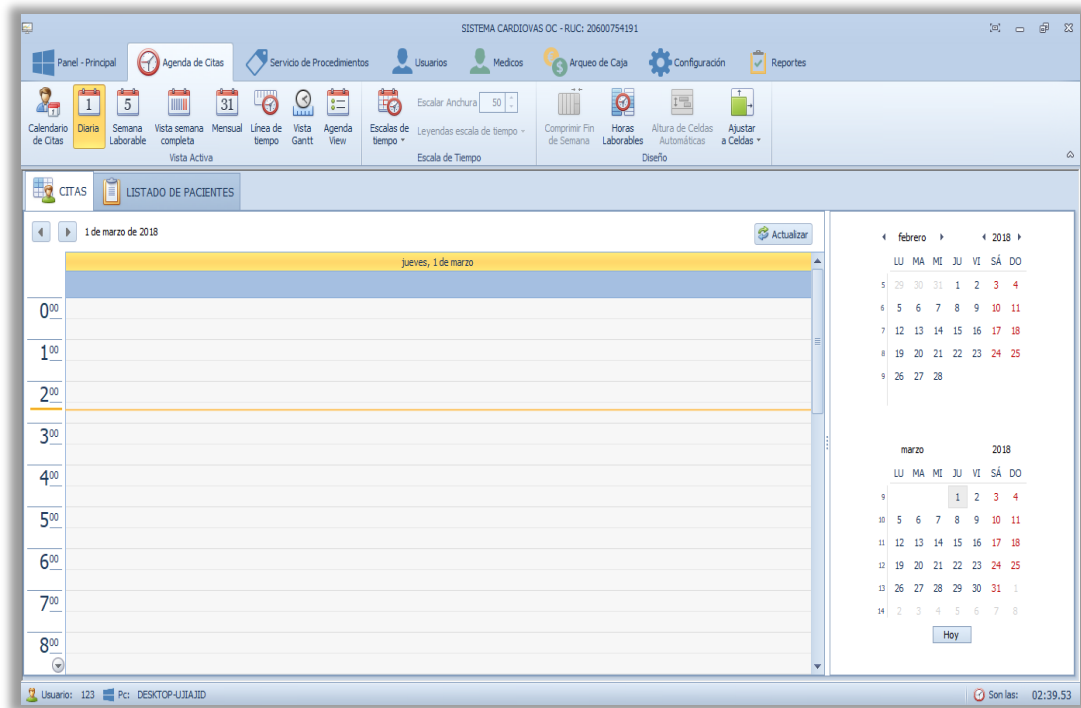 SISTEMA CARDIOVAS OC - RUC: 20600754191
Panel - Principal Agenda de Citas Servicio de Procedimientos Usuarios Medicos Arqueo de Caja Configuración Reportes
Calendario de Citas
1 Diaria
5 Semana Laborable
Vista semana completa
31 Mensual
Línea de tiempo
Vista Gantt
Agenda View
Vista Activa
Escalas de tiempo
Escalar Anchura 50
Leyendas escala de tiempo
Escala de Tiempo
Comprimir Fin de Semana
Horas Laborables
Altura de Celdas Automáticas
Ajustar a Celdas
Diseño
CITAS LISTADO DE PACIENTES
1 de marzo de 2018 Actualizar
jueves, 1 de marzo
0 00
1 00
2 00
3 00
4 00
5 00
6 00
7 00
8 00
febrero 2018
LU MA MI JU VI SÁ DO
5 29 30 31 1 2 3 4
6 5 6 7 8 9 10 11
7 12 13 14 15 16 17 18
8 19 20 21 22 23 24 25
9 26 27 28
marzo 2018
LU MA MI JU VI SÁ DO
9 1 2 3 4
10 5 6 7 8 9 10 11
11 12 13 14 15 16 17 18
12 19 20 21 22 23 24 25
13 26 27 28 29 30 31 1
14 2 3 4 5 6 7 8
Hoy
Usuario: 123 Pc: DESKTOP-UJIAJID Son las: 02:39.53